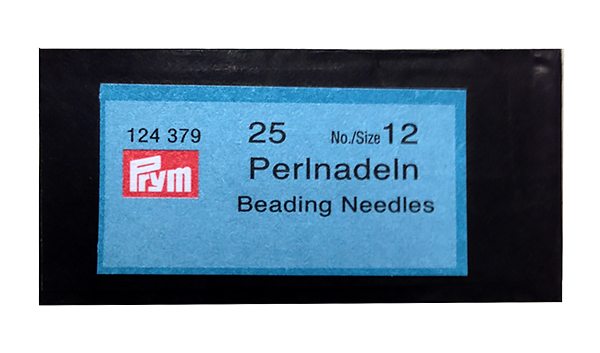 124 379 25 No./Size 12
Prym
Perlnadeln
Beading Needles